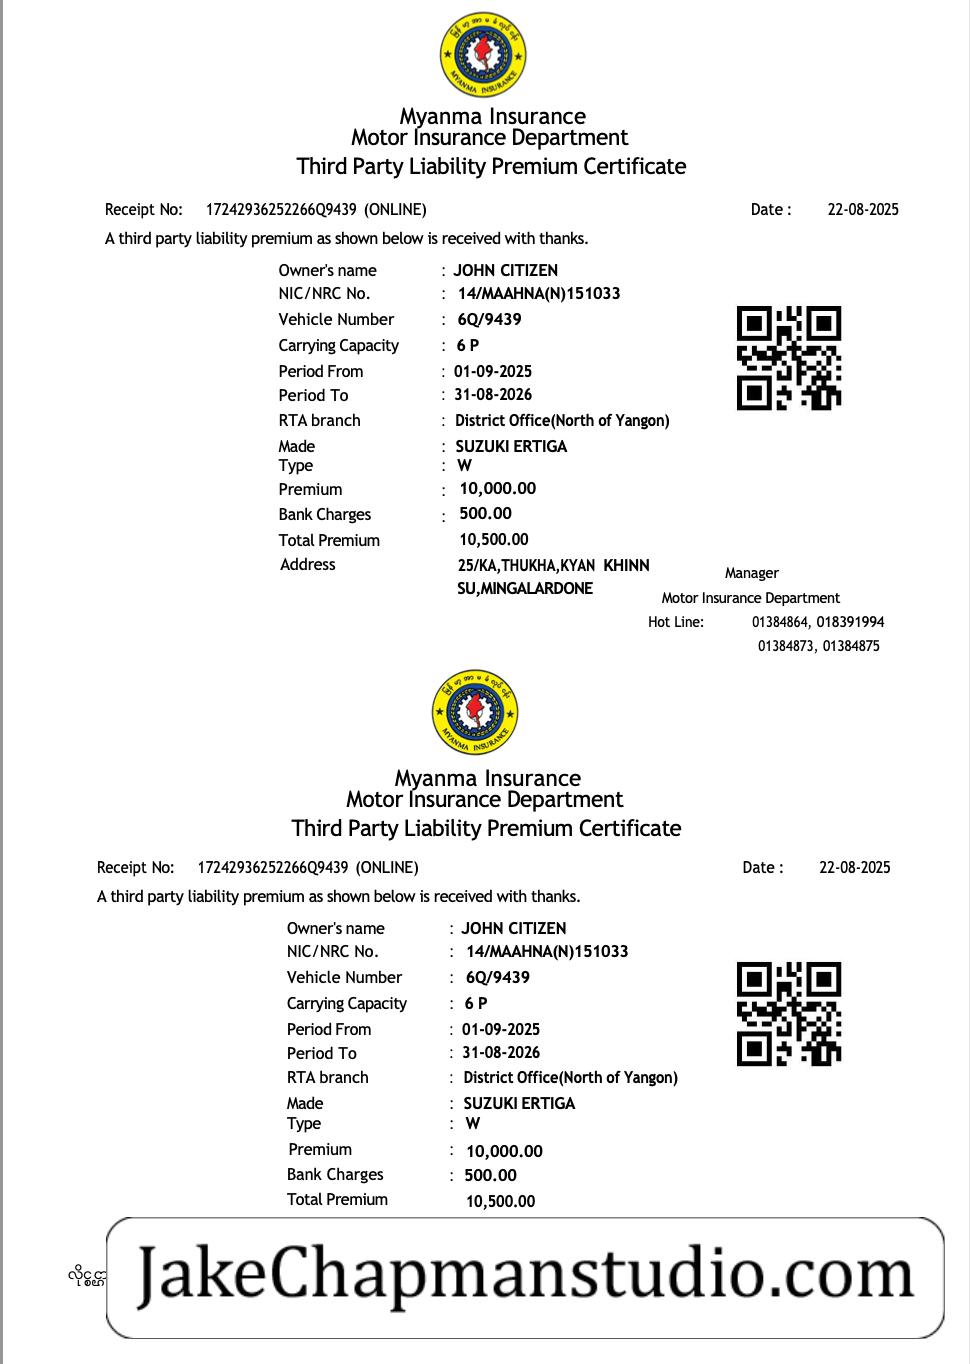 MYANMA INSURANCE
Myanma Insurance
Motor Insurance Department
Third Party Liability Premium Certificate
Receipt No: 17242936252266Q9439 (ONLINE) Date : 22-08-2025
A third party liability premium as shown below is received with thanks.
Owner's name : JOHN CITIZEN
NIC/NRC No. : 14/MAAHNA(N)151033
Vehicle Number : 6Q/9439
Carrying Capacity : 6 P
Period From : 01-09-2025
Period To : 31-08-2026
RTA branch : District Office(North of Yangon)
Made : SUZUKI ERTIGA
Type : W
Premium : 10,000.00
Bank Charges : 500.00
Total Premium 10,500.00
Address 25/KA,THUKHA,KYAN KHINN
SU,MINGALARDONE
Manager
Motor Insurance Department
Hot Line: 01384864, 018391994
01384873, 01384875
MYANMA INSURANCE
Myanma Insurance
Motor Insurance Department
Third Party Liability Premium Certificate
Receipt No: 17242936252266Q9439 (ONLINE) Date : 22-08-2025
A third party liability premium as shown below is received with thanks.
Owner's name : JOHN CITIZEN
NIC/NRC No. : 14/MAAHNA(N)151033
Vehicle Number : 6Q/9439
Carrying Capacity : 6 P
Period From : 01-09-2025
Period To : 31-08-2026
RTA branch : District Office(North of Yangon)
Made : SUZUKI ERTIGA
Type : W
Premium : 10,000.00
Bank Charges : 500.00
Total Premium 10,500.00
JakeChapmanstudio.com